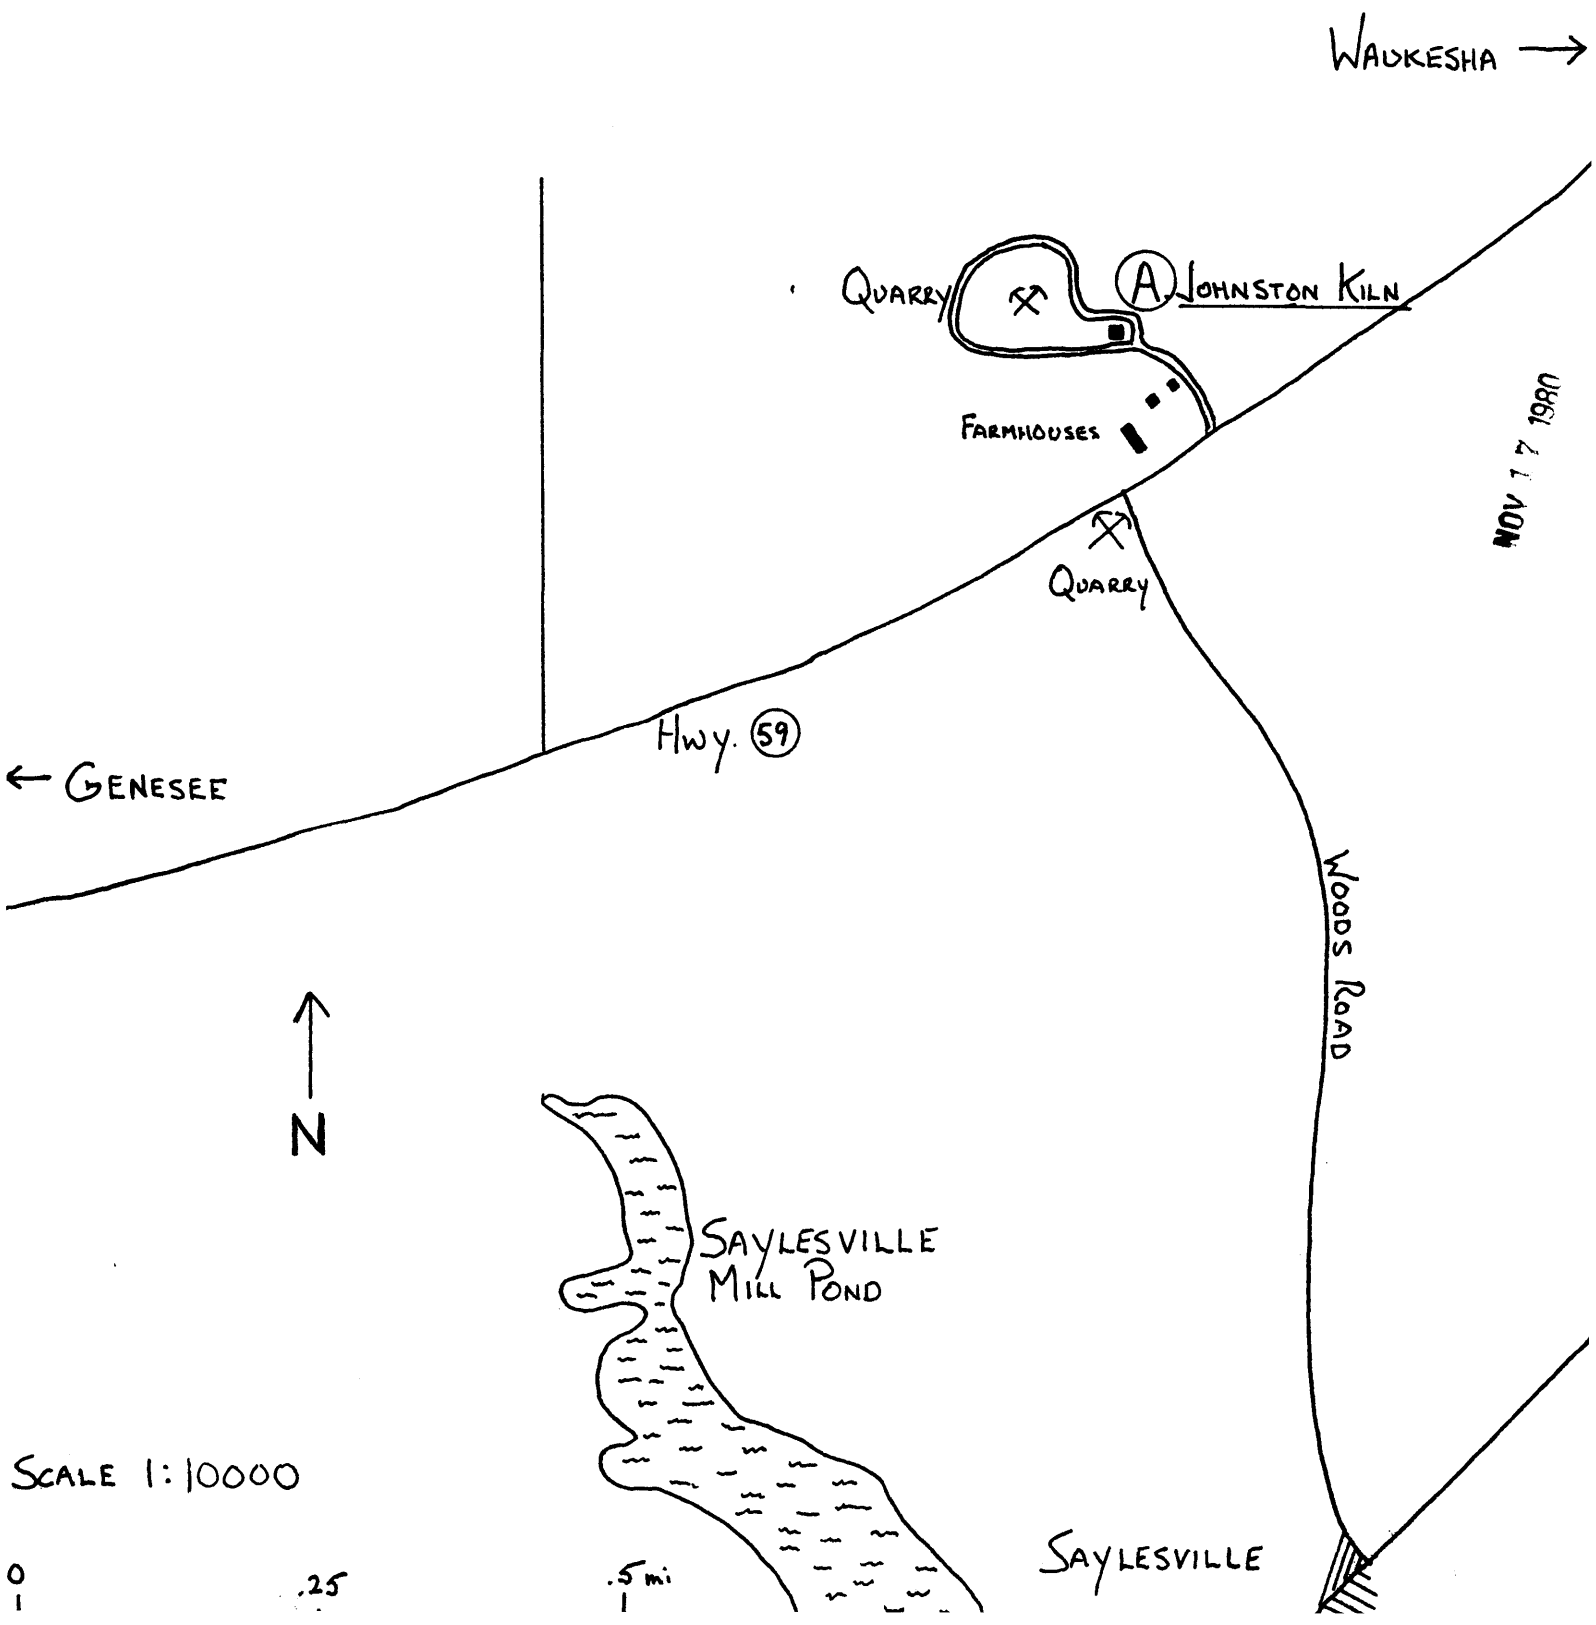 WAUKESHA
QUARRY
A. JOHNSTON KILN
FARMHOUSES
NOV 17 1980
QUARRY
HWY. 59
GENESEE
WOODS ROAD
N
SAYLESVILLE
MILL POND
SCALE 1:10000
SAYLESVILLE
0 .25 .5 mi